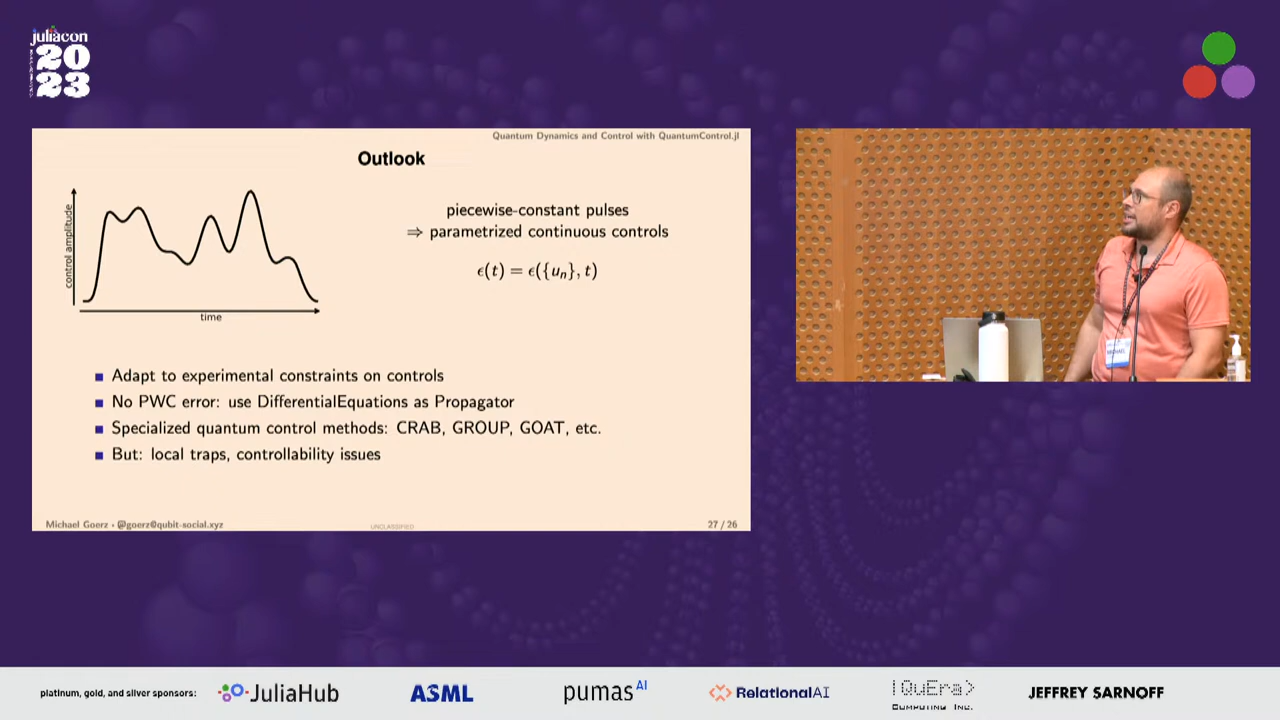 juliacon
20
23
Quantum Dynamics and Control with QuantumControl.jl
Outlook
control amplitude
time
piecewise-constant pulses
⇒ parametrized continuous controls
ϵ(t) = ϵ({uₙ}, t)
Adapt to experimental constraints on controls
No PWC error: use DifferentialEquations as Propagator
Specialized quantum control methods: CRAB, GROUP, GOAT, etc.
But: local traps, controllability issues
Michael Goerz • @goerz@qubit-social.xyz
UNCLASSIFIED
27 / 26
MICHAEL
platinum, gold, and silver sponsors:
JuliaHub
ASML
pumas AI
RelationalAI
|QuEra⟩
COMPUTING INC.
JEFFREY SARNOFF